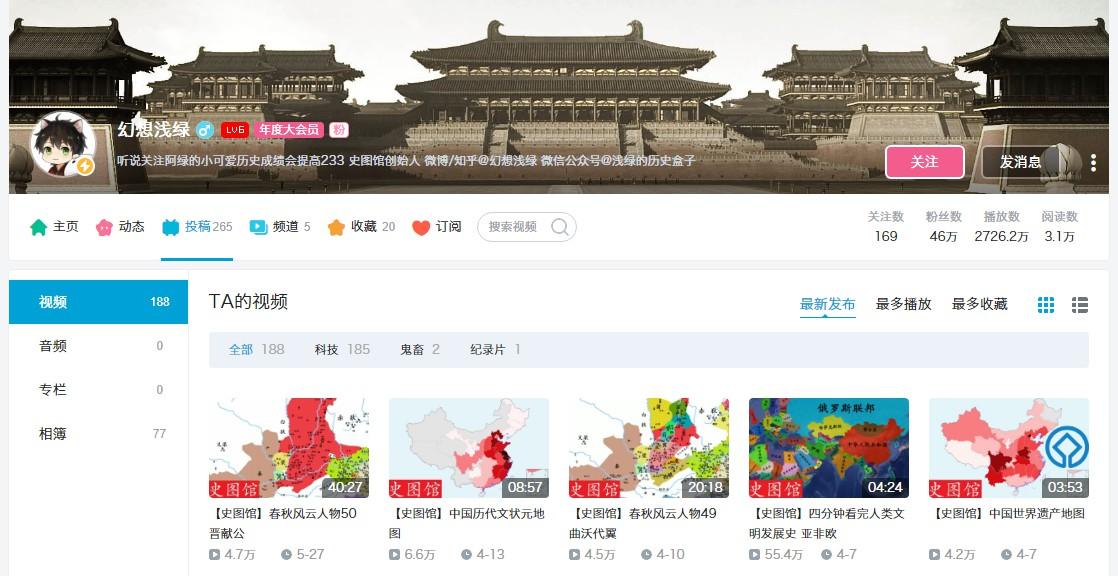 幻想浅绿 LV6 年度大会员 粉
听说关注阿绿的小可爱历史成绩会提高233 史图馆创始人 微博/知乎@幻想浅绿 微信公众号@浅绿的历史盒子
关注 发消息
主页 动态 投稿 265 频道 5 收藏 20 订阅 搜索视频
关注数 粉丝数 播放数 阅读数
169 46万 2726.2万 3.1万
视频 188
音频 0
专栏 0
相簿 77
TA的视频
最新发布 最多播放 最多收藏
全部 188 科技 185 鬼畜 2 纪录片 1
史图馆 40:27
【史图馆】春秋风云人物50
晋献公
4.7万 5-27
史图馆 08:57
【史图馆】中国历代文状元地
图
6.6万 4-13
史图馆 20:18
【史图馆】春秋风云人物49
曲沃代翼
4.5万 4-10
俄罗斯联邦
史图馆 04:24
【史图馆】四分钟看完人类文
明发展史 亚非欧
55.4万 4-7
史图馆 03:53
【史图馆】中国世界遗产地图
4.2万 4-7